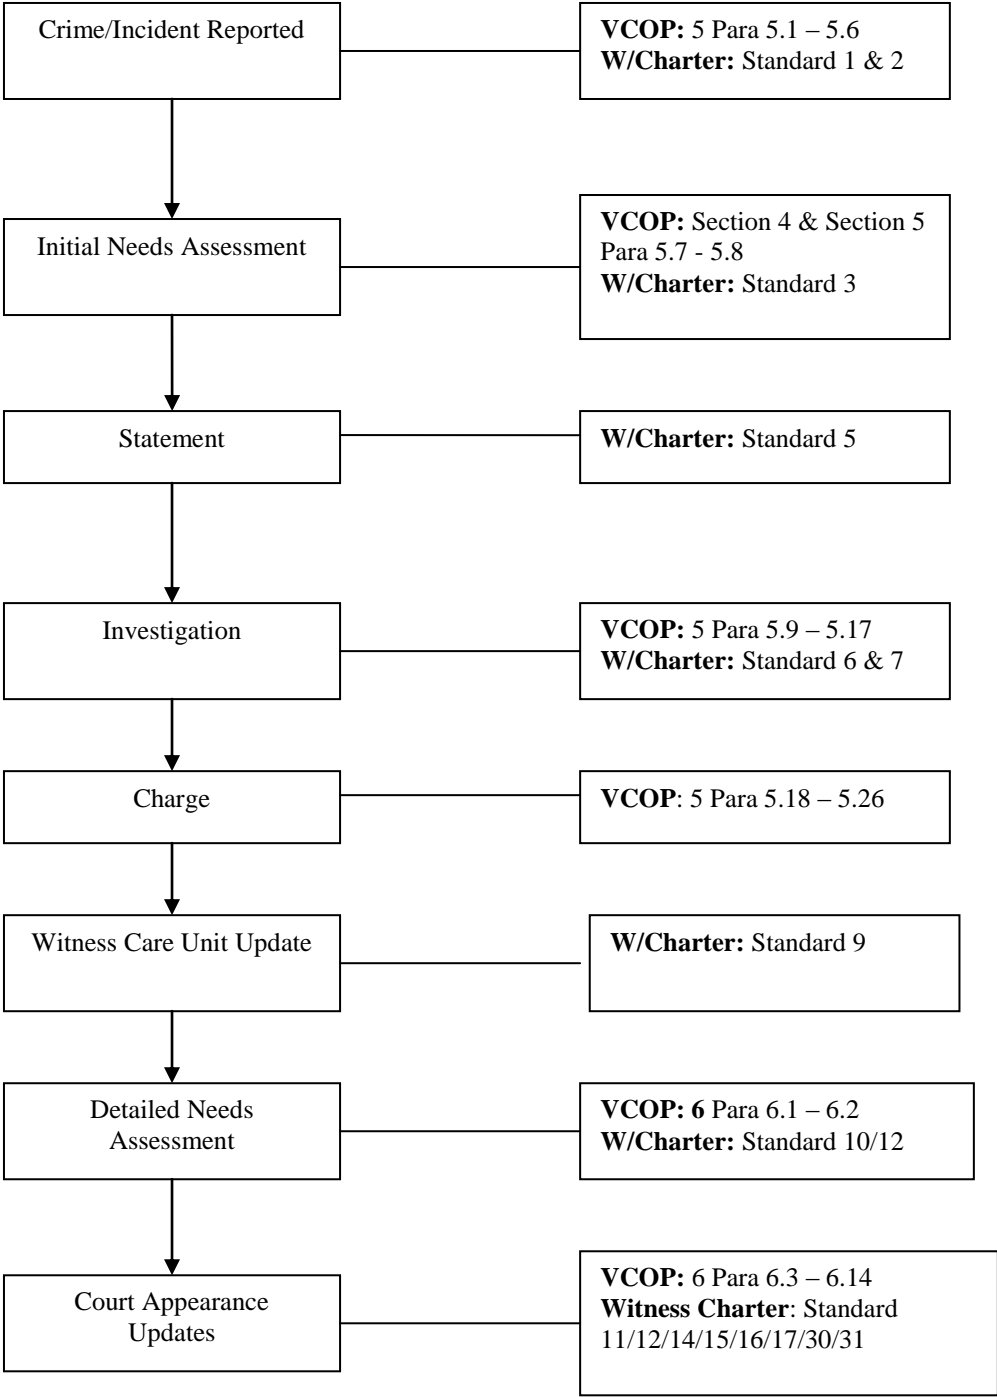 Crime/Incident Reported
VCOP: 5 Para 5.1 – 5.6
W/Charter: Standard 1 & 2
Initial Needs Assessment
VCOP: Section 4 & Section 5
Para 5.7 - 5.8
W/Charter: Standard 3
Statement
W/Charter: Standard 5
Investigation
VCOP: 5 Para 5.9 – 5.17
W/Charter: Standard 6 & 7
Charge
VCOP: 5 Para 5.18 – 5.26
Witness Care Unit Update
W/Charter: Standard 9
Detailed Needs
Assessment
VCOP: 6 Para 6.1 – 6.2
W/Charter: Standard 10/12
Court Appearance
Updates
VCOP: 6 Para 6.3 – 6.14
Witness Charter: Standard
11/12/14/15/16/17/30/31